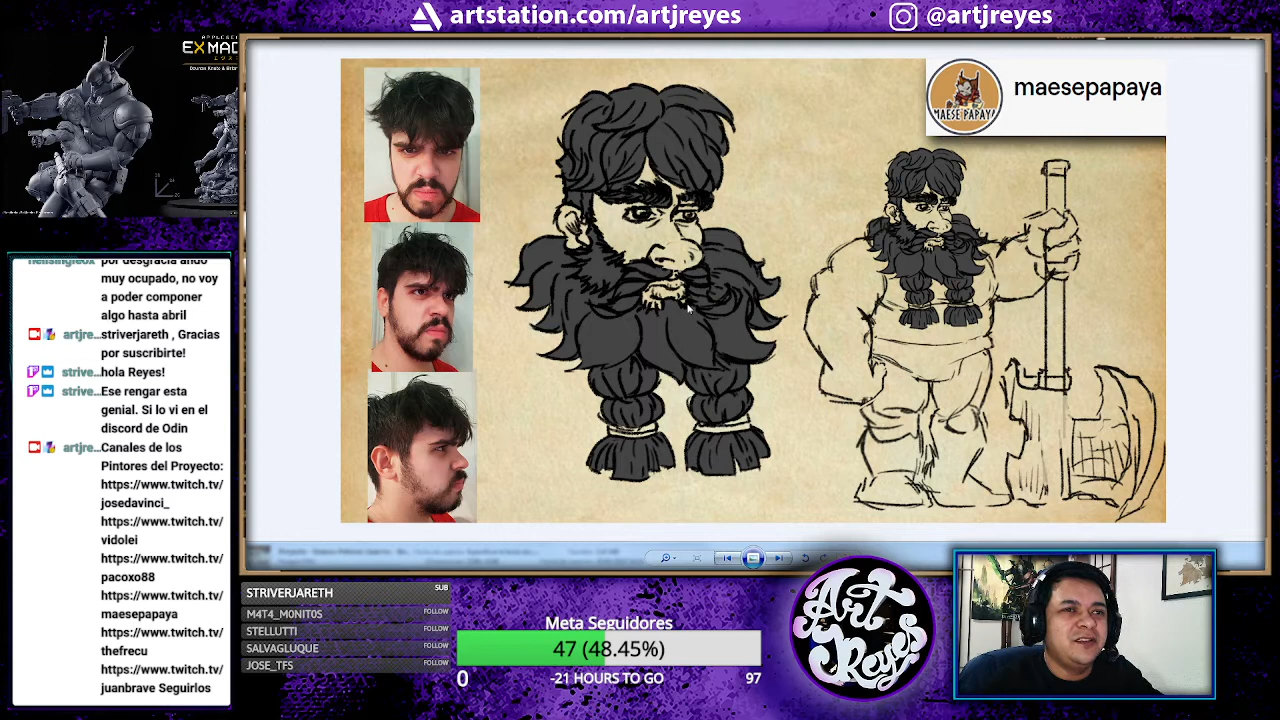 artstation.com/artjreyes
@artjreyes
APPLESEED
EX MAC
maesepapaya
MAESE PAPAYA
por desgracia ando
muy ocupado, no voy
a poder componer
algo hasta abril
artjre...striverjareth , Gracias
por suscribirte!
strive...hola Reyes!
strive...Ese rengar esta
genial. Si lo vi en el
discord de Odin
artjre...Canales de los
Pintores del Proyecto:
https://www.twitch.tv/
josedavinci_
https://www.twitch.tv/
vidolei
https://www.twitch.tv/
pacoxo88
https://www.twitch.tv/
maesepapaya
https://www.twitch.tv/
thefrecu
https://www.twitch.tv/
juanbrave Seguirlos
STRIVERJARETH SUB
M4T4_M0NIT0S FOLLOW
STELLUTTI FOLLOW
SALVAGLUQUE FOLLOW
JOSE_TFS FOLLOW
Meta Seguidores
47 (48.45%)
0 -21 HOURS TO GO 97
Art
Reyes